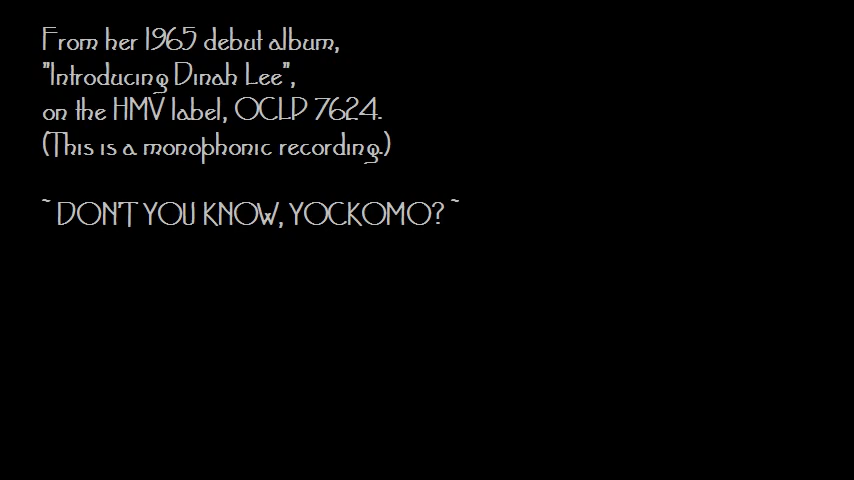 From her 1965 debut album,
"Introducing Dinah Lee",
on the HMV label, OCLP 7624.
(This is a monophonic recording.)
~ DON'T YOU KNOW, YOCKOMO? ~